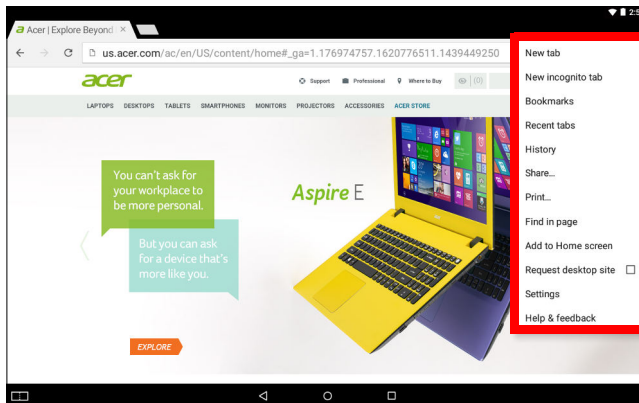 2:5
Acer | Explore Beyond
us.acer.com/ac/en/US/content/home#_ga=1.176974757.1620776511.1439449250
acer
Support Professional Where to Buy (0)
LAPTOPS DESKTOPS TABLETS SMARTPHONES MONITORS PROJECTORS ACCESSORIES ACER STORE
You can't ask for
your workplace to
be more personal.
But you can ask
for a device that's
more like you.
Aspire E
EXPLORE
New tab
New incognito tab
Bookmarks
Recent tabs
History
Share...
Print...
Find in page
Add to Home screen
Request desktop site
Settings
Help & feedback